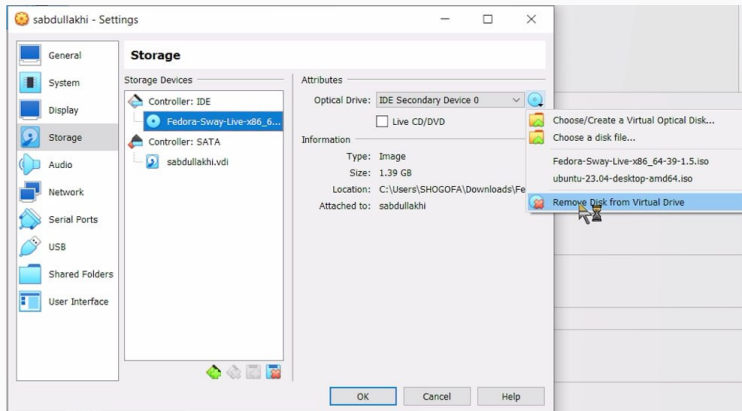 sabdullakhi - Settings
General
System
Display
Storage
Audio
Network
Serial Ports
USB
Shared Folders
User Interface
Storage
Storage Devices
Controller: IDE
Fedora-Sway-Live-x86_6...
Controller: SATA
sabdullakhi.vdi
Attributes
Optical Drive: IDE Secondary Device 0
Live CD/DVD
Information
Type: Image
Size: 1.39 GB
Location: C:\Users\SHOGOFA\Downloads\Fe
Attached to: sabdullakhi
Choose/Create a Virtual Optical Disk...
Choose a disk file...
Fedora-Sway-Live-x86_64-39-1.5.iso
ubuntu-23.04-desktop-amd64.iso
Remove Disk from Virtual Drive
OK Cancel Help